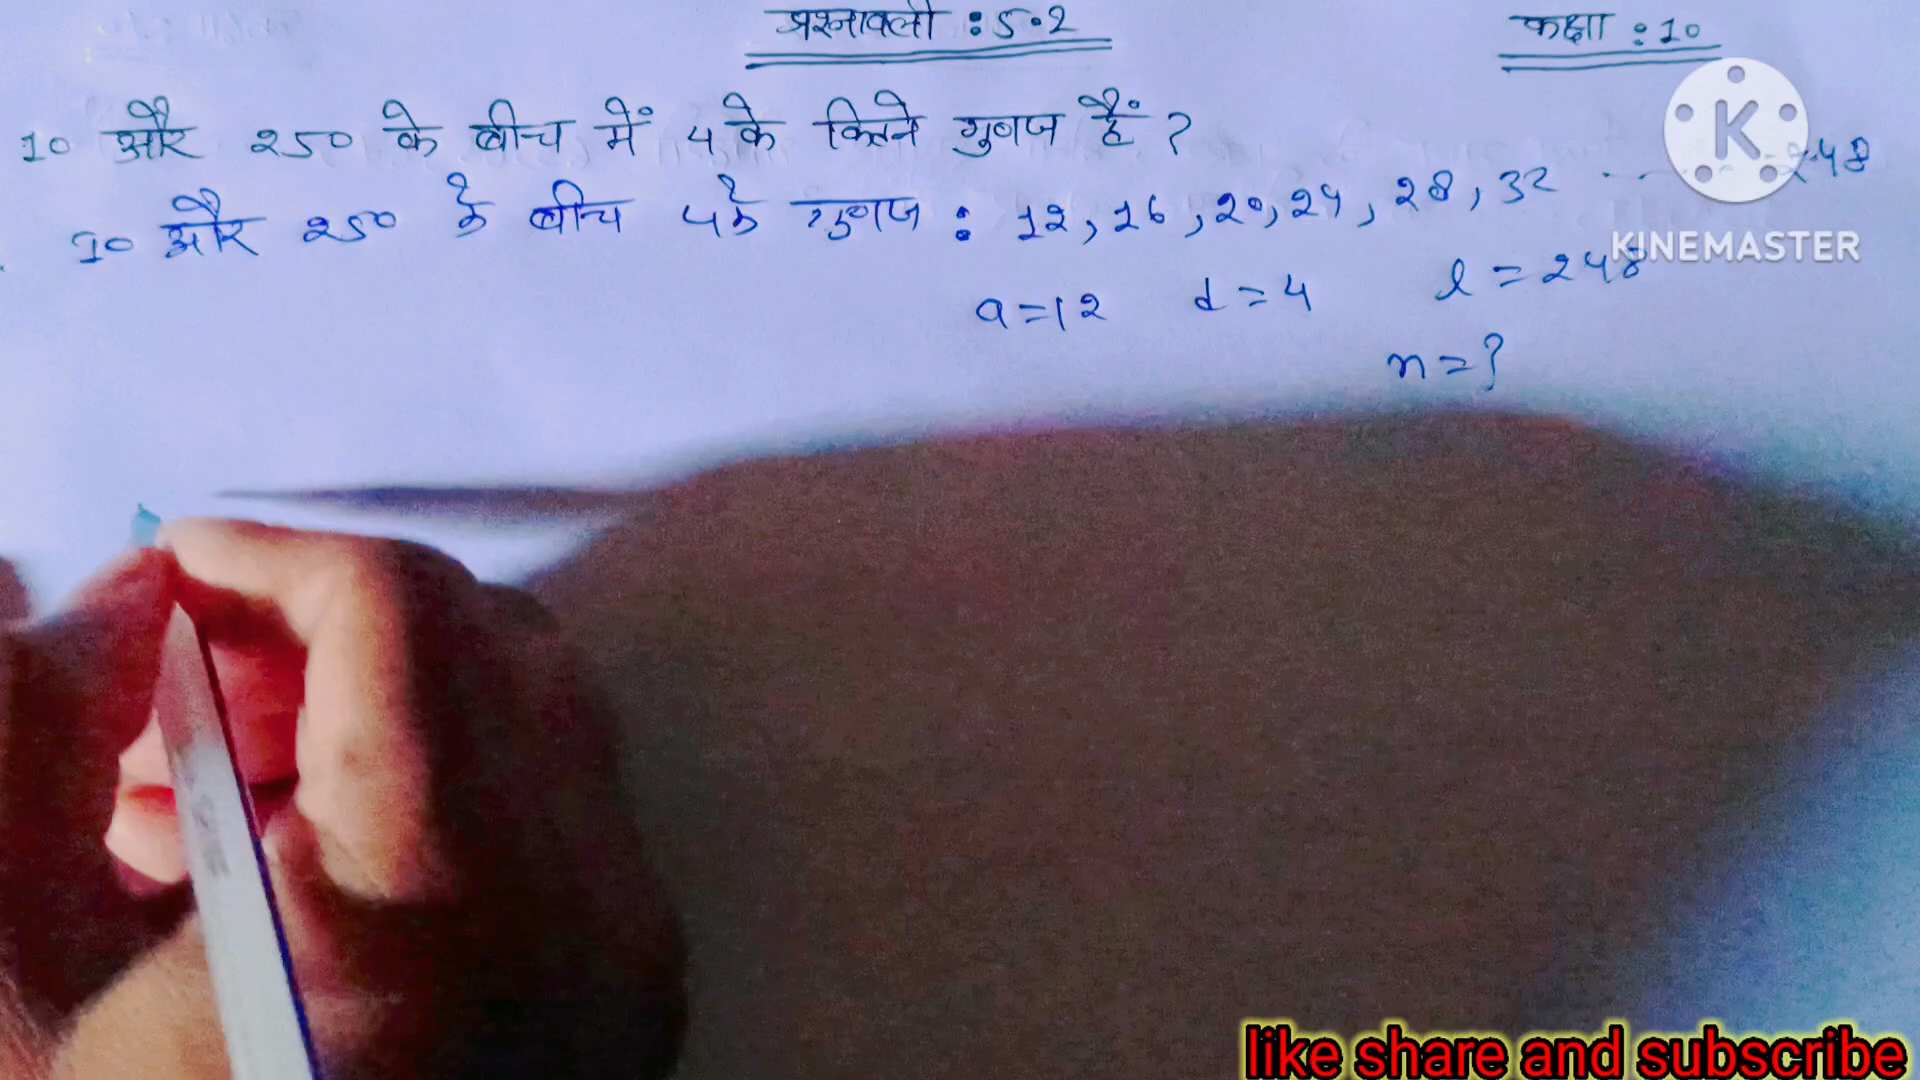 प्रश्नावली : 5.2
कक्षा : 10
10 और 250 के बीच में 4 के कितने गुणज हैं ?
10 और 250 के बीच 4 के गुणज : 12, 16, 20, 24, 28, 32 ........ 248
a = 12 d = 4 l = 248
n = ?
KINEMASTER
like share and subscribe